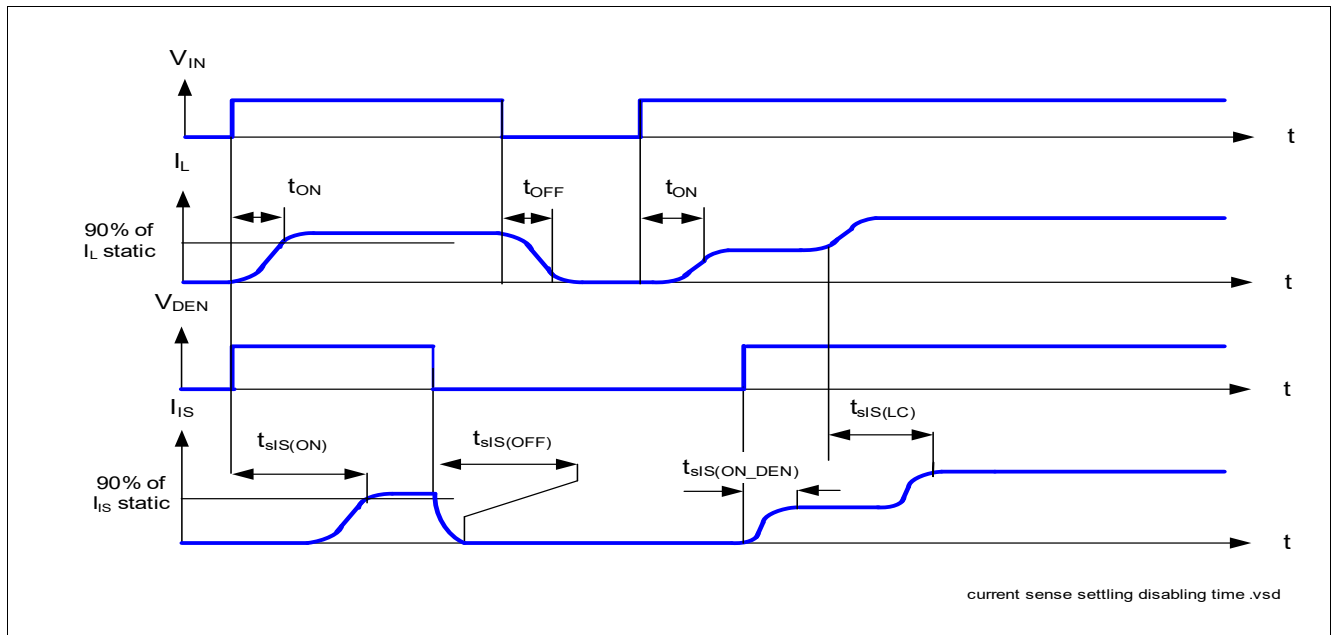 VIN
t
IL
tON
tOFF
tON
90% of
IL static
t
VDEN
t
IIS
tsIS(ON)
tsIS(OFF)
tsIS(LC)
tsIS(ON_DEN)
90% of
IIS static
t
current sense settling disabling time .vsd